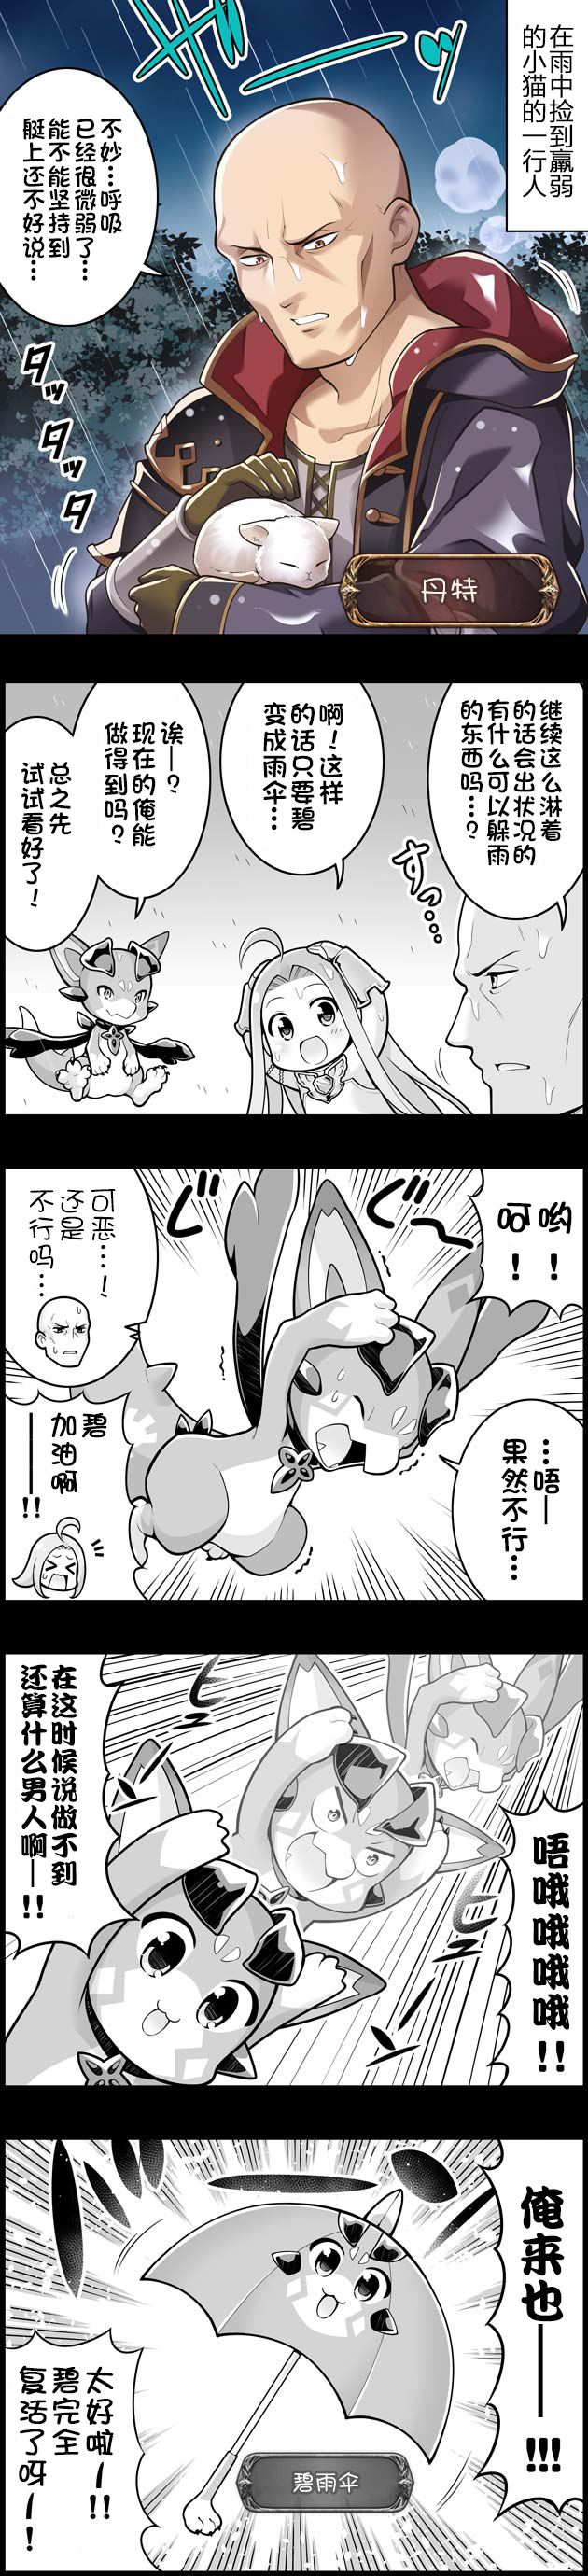 在雨中捡到羸弱
的小猫的一行人
ザァーッ
不妙…呼吸
已经很微弱了…
能不能坚持到
艇上还不好说…
タッ
タッ
タッ
丹特
继续这么淋着
的话会出状况的
有什么可以躲雨
的东西吗…?
すっ…
啊！这样
的话只要碧
变成雨伞…
诶—?
现在的俺能
做得到吗?
总之先
试试看好了！
呵哟
！！
ぐぐ～
…唔—
果然不行…
可恶…！
还是
不行吗…
碧
加油啊
——!!
唔哦哦哦哦!!
在这时候说做不到
还算什么男人啊—!!
俺来也——!!!
太好啦—!!
碧完全
复活了呀—！
碧雨伞